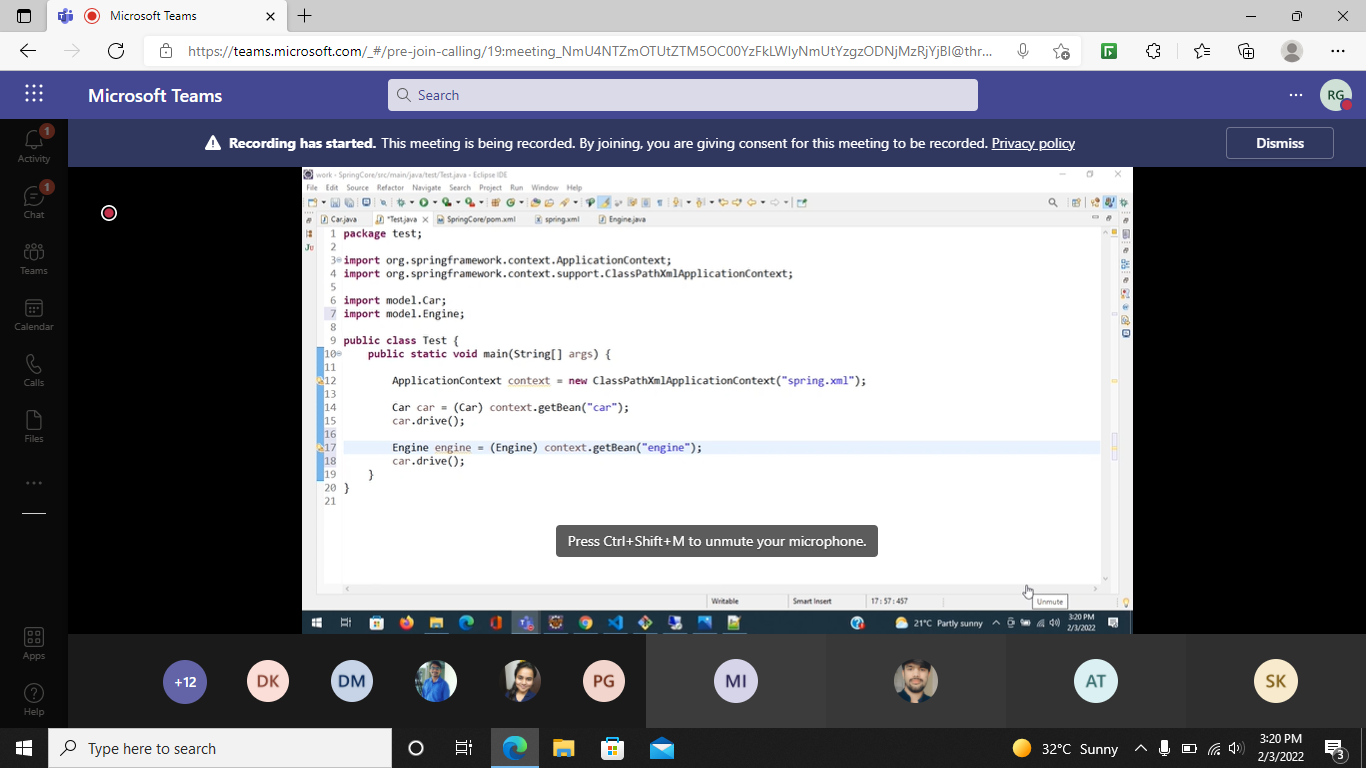 Microsoft Teams
https://teams.microsoft.com/_#/pre-join-calling/19:meeting_NmU4NTZmOTUtZTM5OC00YzFkLWIyNmUtYzgzODNjMzRjYjBl@thr...
Microsoft Teams
Search
RG
Recording has started. This meeting is being recorded. By joining, you are giving consent for this meeting to be recorded. Privacy policy
Dismiss
1
Activity
1
Chat
Teams
Calendar
Calls
Files
Apps
Help
work - SpringCore/src/main/java/test/Test.java - Eclipse IDE
File Edit Source Refactor Navigate Search Project Run Window Help
Car.java *Test.java SpringCore/pom.xml spring.xml Engine.java
1 package test;
2
3 import org.springframework.context.ApplicationContext;
4 import org.springframework.context.support.ClassPathXmlApplicationContext;
5
6 import model.Car;
7 import model.Engine;
8
9 public class Test {
10 public static void main(String[] args) {
11
12 ApplicationContext context = new ClassPathXmlApplicationContext("spring.xml");
13
14 Car car = (Car) context.getBean("car");
15 car.drive();
16
17 Engine engine = (Engine) context.getBean("engine");
18 car.drive();
19 }
20 }
21
Press Ctrl+Shift+M to unmute your microphone.
Writable Smart Insert 17 : 57 : 457
Unmute
21°C Partly sunny
3:20 PM
2/3/2022
+12 DK DM PG MI AT SK
Type here to search
32°C Sunny
3:20 PM
2/3/2022
3